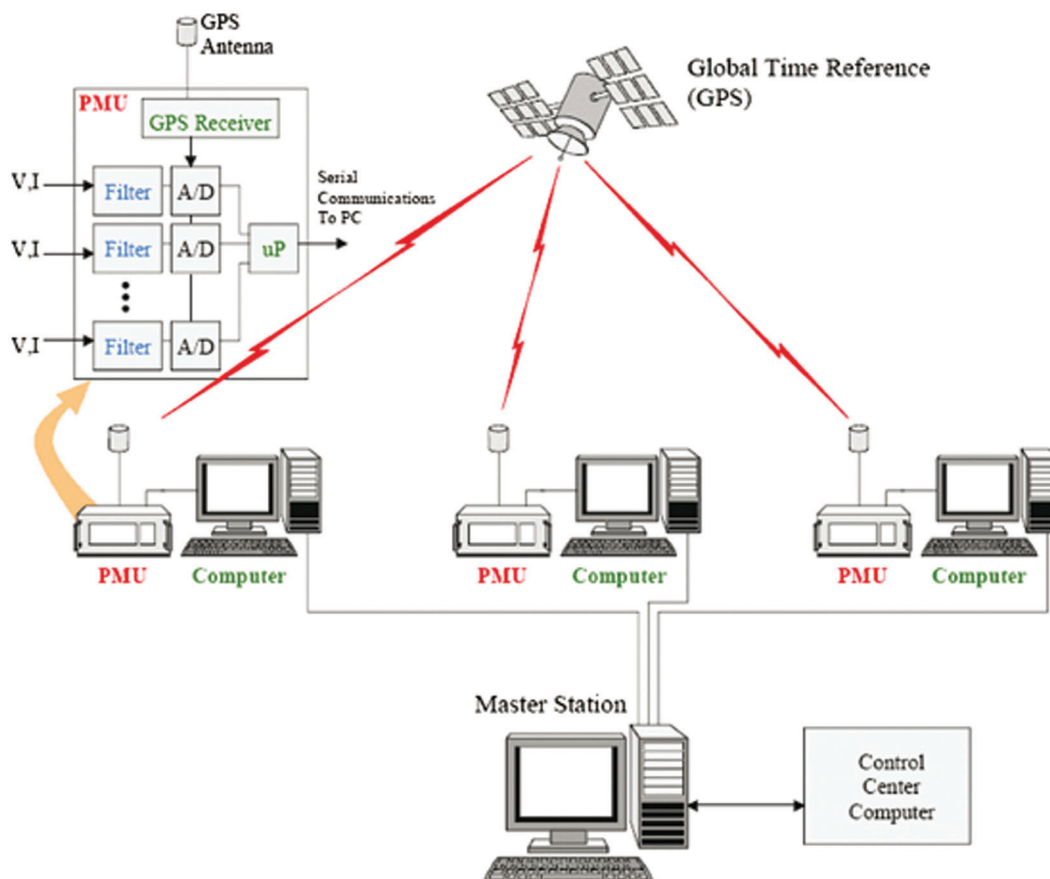 GPS
Antenna
PMU
GPS Receiver
V,I
Filter
A/D
V,I
Filter
A/D
uP
V,I
Filter
A/D
Serial
Communications
To PC
Global Time Reference
(GPS)
PMU
Computer
PMU
Computer
PMU
Computer
Master Station
Control
Center
Computer